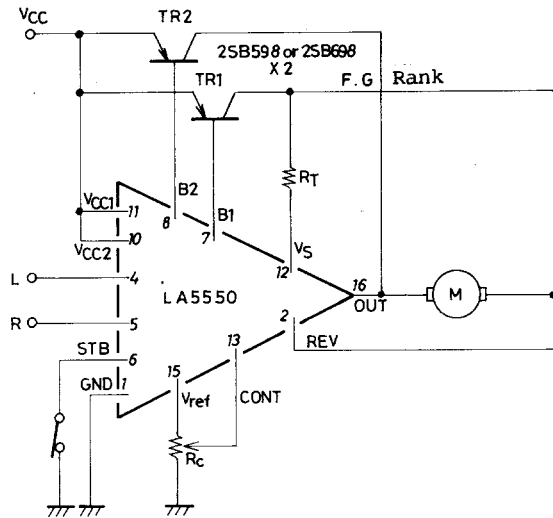 VCC
TR2
2SB598 or 2SB698
X 2
TR1
F.G Rank
RT
B2
B1
VCC1
11
8
7
10
VCC2
VS
12
16
OUT
M
L
4
LA5550
R
5
2
REV
STB
6
13
CONT
GND
1
15
Vref
Rc